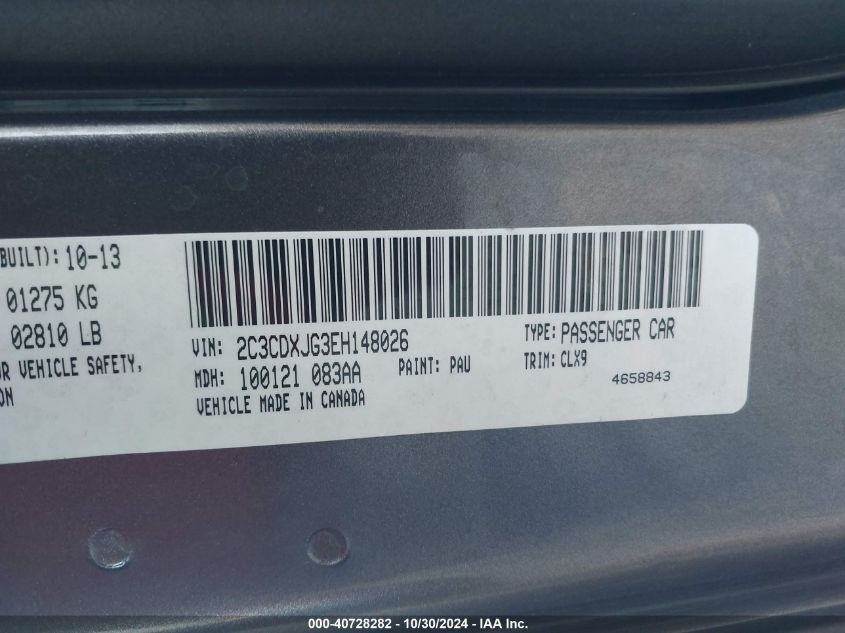 BUILT): 10-13
01275 KG
02810 LB
VEHICLE SAFETY,
VIN: 2C3CDXJG3EH148026
TYPE: PASSENGER CAR
MDH: 100121 083AA
PAINT: PAU
TRIM: CLX9
VEHICLE MADE IN CANADA
4658843
000-40728282 - 10/30/2024 - IAA Inc.